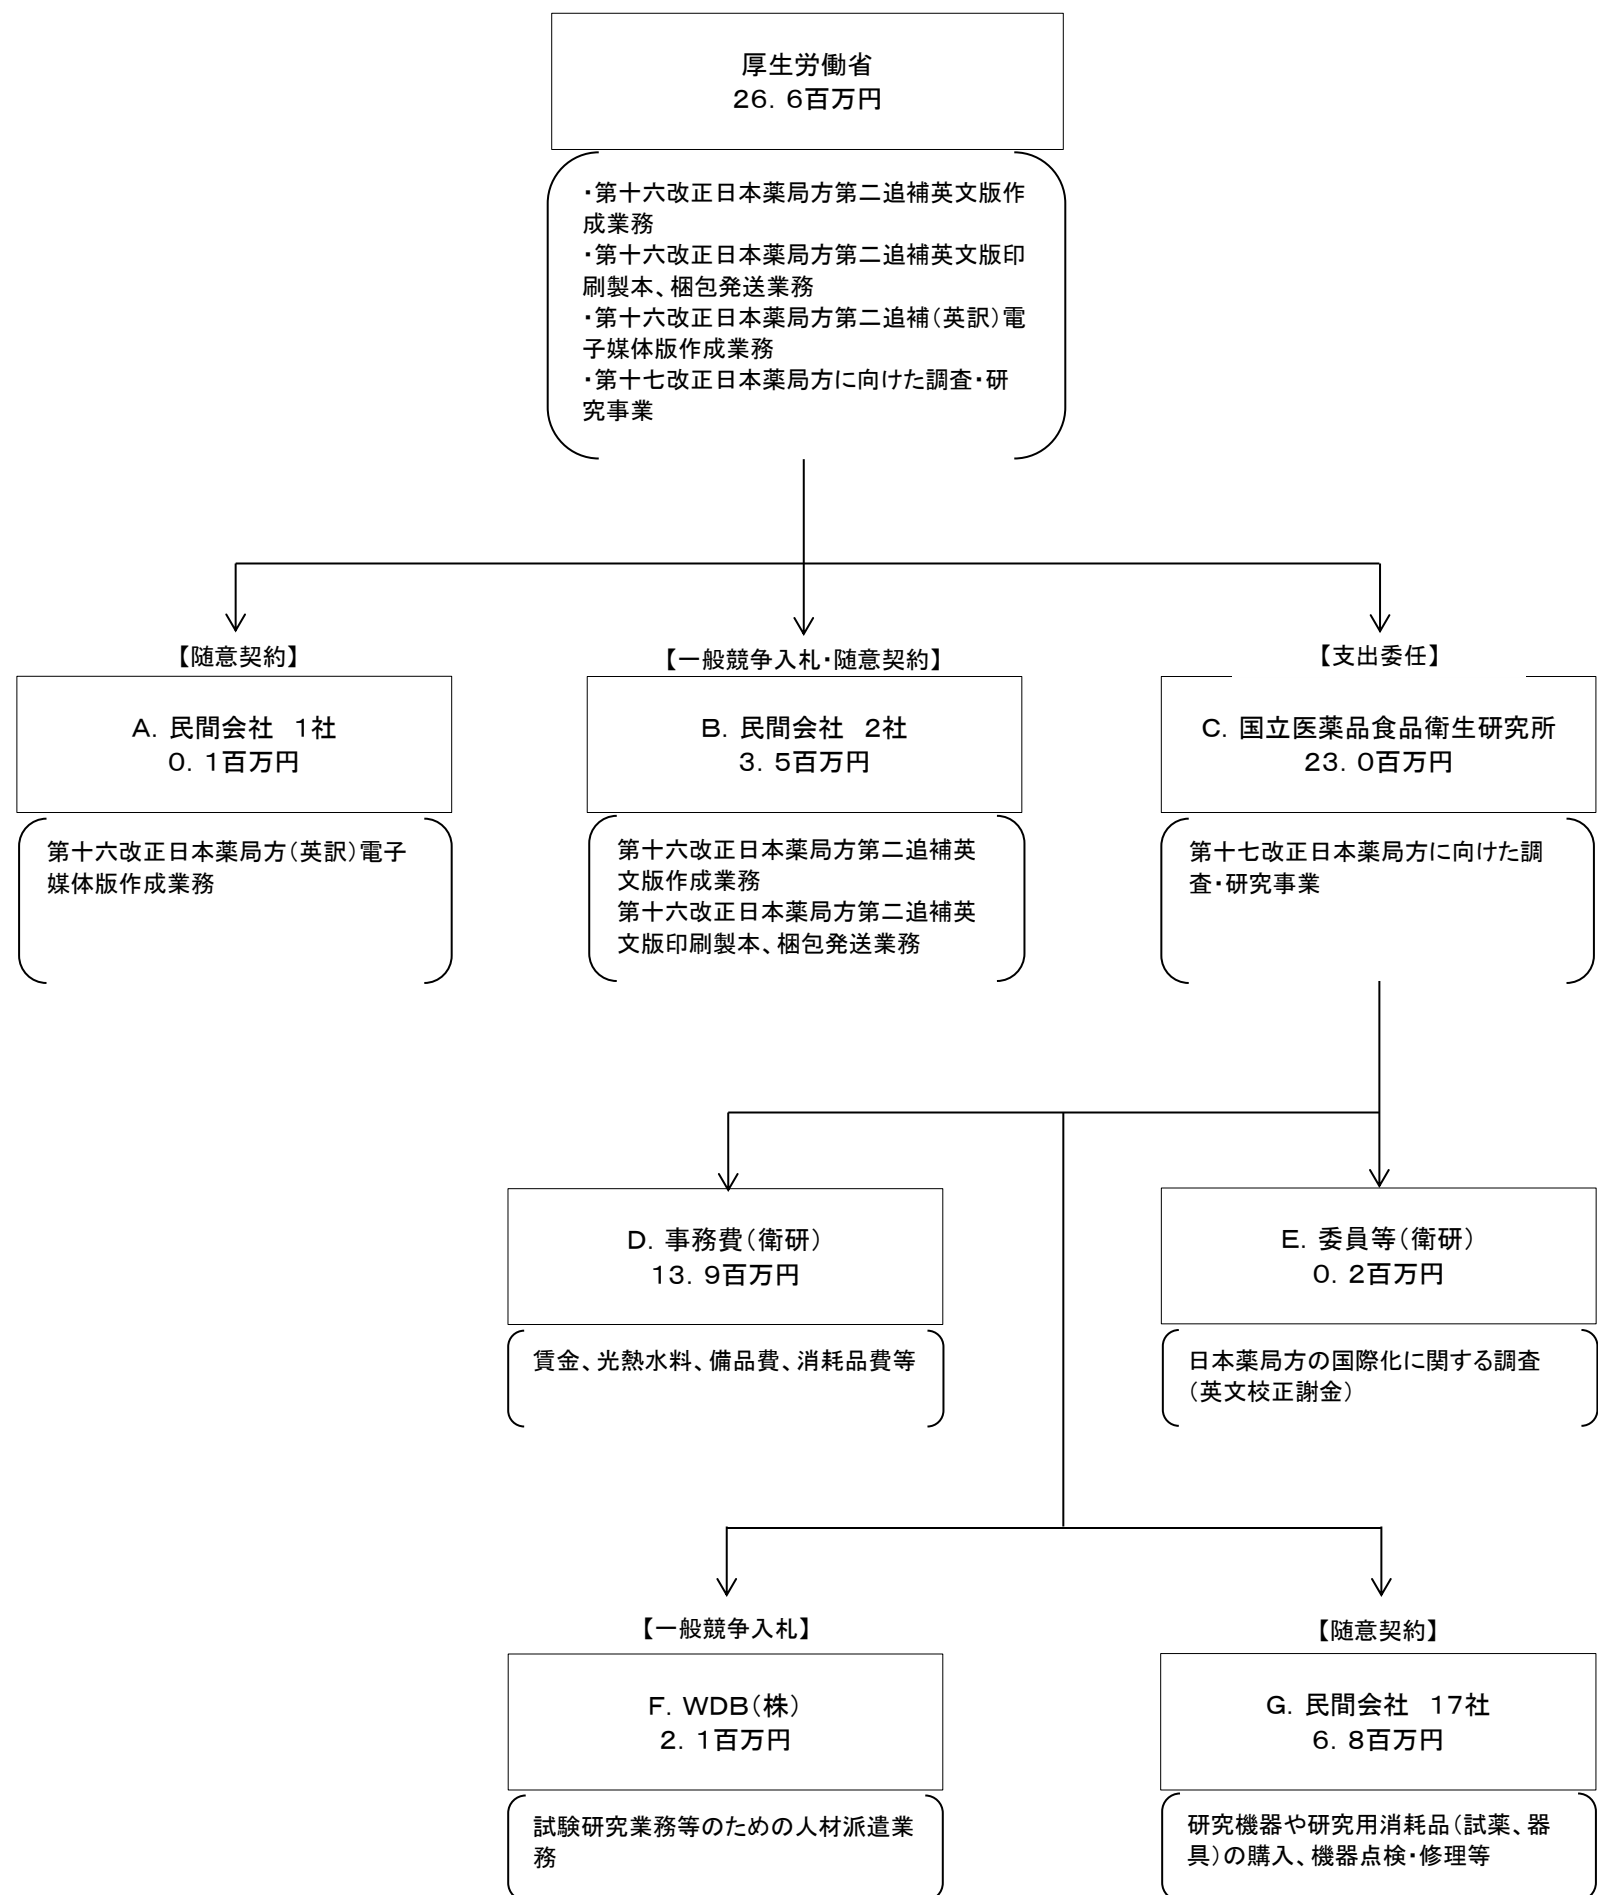 厚生労働省
26．6百万円
・第十六改正日本薬局方第二追補英文版作
成業務
・第十六改正日本薬局方第二追補英文版印
刷製本、梱包発送業務
・第十六改正日本薬局方第二追補（英訳）電
子媒体版作成業務
・第十七改正日本薬局方に向けた調査・研
究事業
【随意契約】
A．民間会社　1社
0．1百万円
第十六改正日本薬局方（英訳）電子
媒体版作成業務
【一般競争入札・随意契約】
B．民間会社　2社
3．5百万円
第十六改正日本薬局方第二追補英
文版作成業務
第十六改正日本薬局方第二追補英
文版印刷製本、梱包発送業務
【支出委任】
C．国立医薬品食品衛生研究所
23．0百万円
第十七改正日本薬局方に向けた調
査・研究事業
D．事務費（衛研）
13．9百万円
賃金、光熱水料、備品費、消耗品費等
E．委員等（衛研）
0．2百万円
日本薬局方の国際化に関する調査
（英文校正謝金）
【一般競争入札】
F．WDB（株）
2．1百万円
試験研究業務等のための人材派遣業
務
【随意契約】
G．民間会社　17社
6．8百万円
研究機器や研究用消耗品（試薬、器
具）の購入、機器点検・修理等